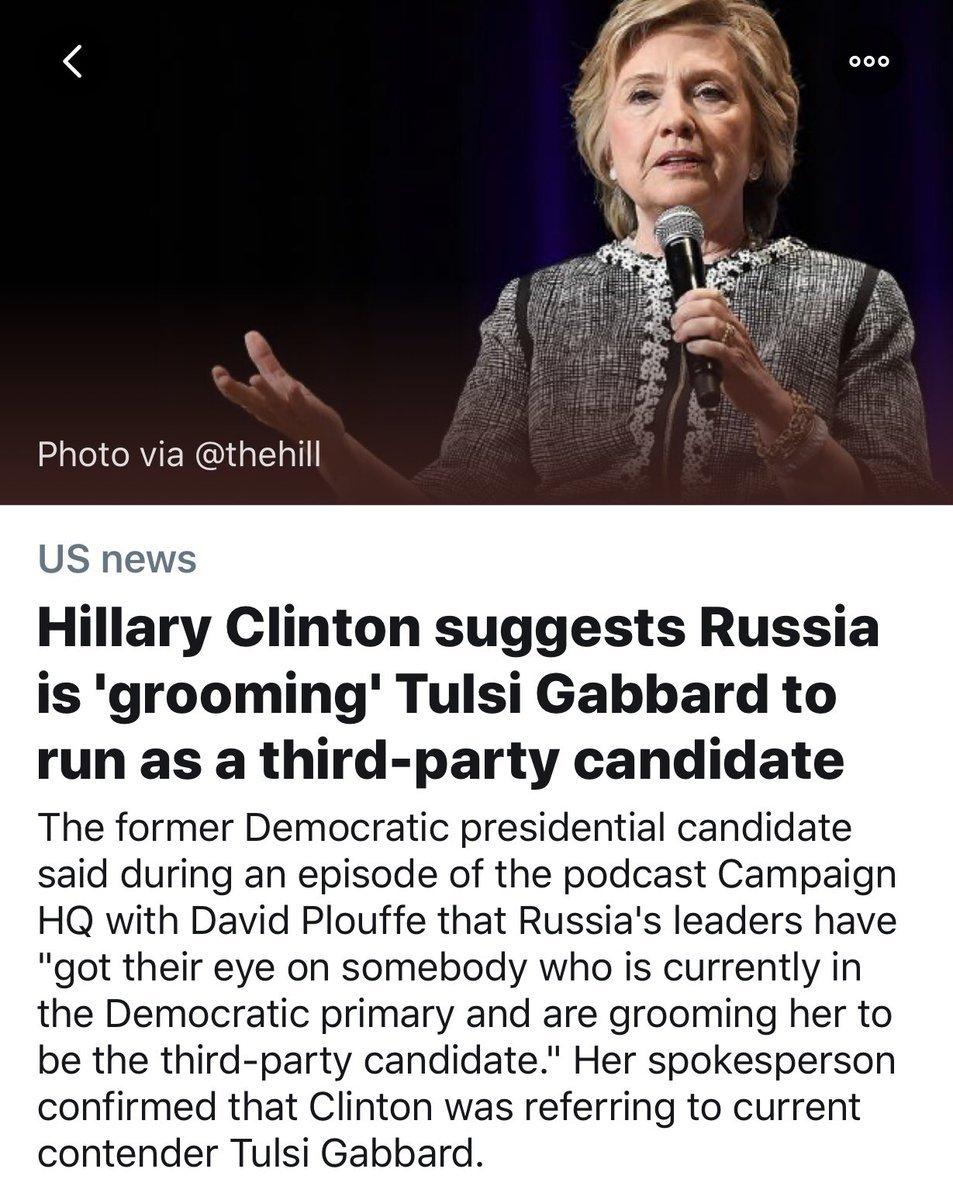 Photo via @thehill
US news
Hillary Clinton suggests Russia
is 'grooming' Tulsi Gabbard to
run as a third-party candidate
The former Democratic presidential candidate
said during an episode of the podcast Campaign
HQ with David Plouffe that Russia's leaders have
"got their eye on somebody who is currently in
the Democratic primary and are grooming her to
be the third-party candidate." Her spokesperson
confirmed that Clinton was referring to current
contender Tulsi Gabbard.